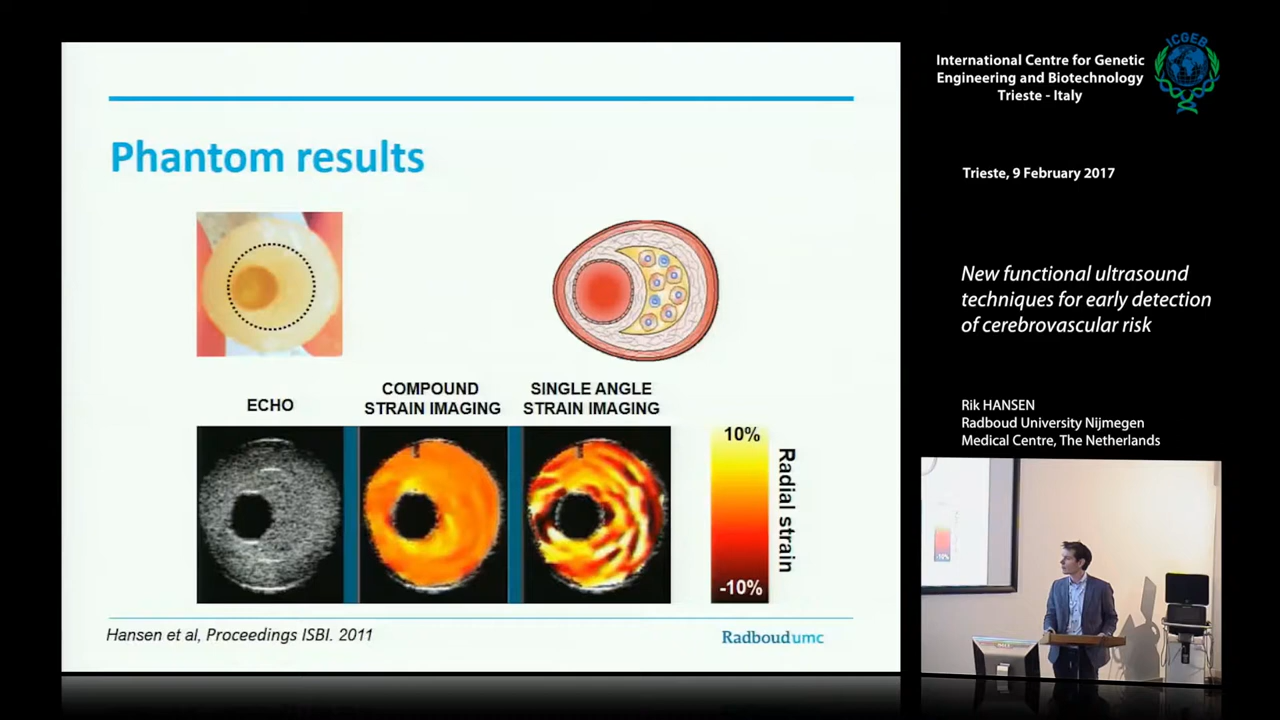 Phantom results
ECHO
COMPOUND
STRAIN IMAGING
SINGLE ANGLE
STRAIN IMAGING
10%
-10%
Radial strain
Hansen et al, Proceedings ISBI. 2011
Radboudumc
International Centre for Genetic
Engineering and Biotechnology
Trieste - Italy
ICGEB
Trieste, 9 February 2017
New functional ultrasound
techniques for early detection
of cerebrovascular risk
Rik HANSEN
Radboud University Nijmegen
Medical Centre, The Netherlands
-10%